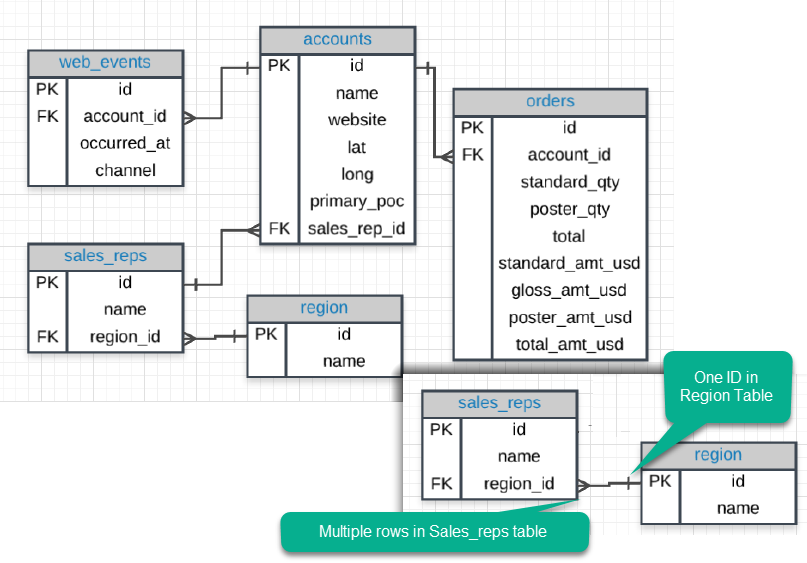 web_events
PK id
FK account_id
occurred_at
channel
accounts
PK id
name
website
lat
long
primary_poc
FK sales_rep_id
orders
PK id
FK account_id
standard_qty
poster_qty
total
standard_amt_usd
gloss_amt_usd
poster_amt_usd
total_amt_usd
sales_reps
PK id
name
FK region_id
region
PK id
name
One ID in
Region Table
sales_reps
PK id
name
FK region_id
region
PK id
name
Multiple rows in Sales_reps table